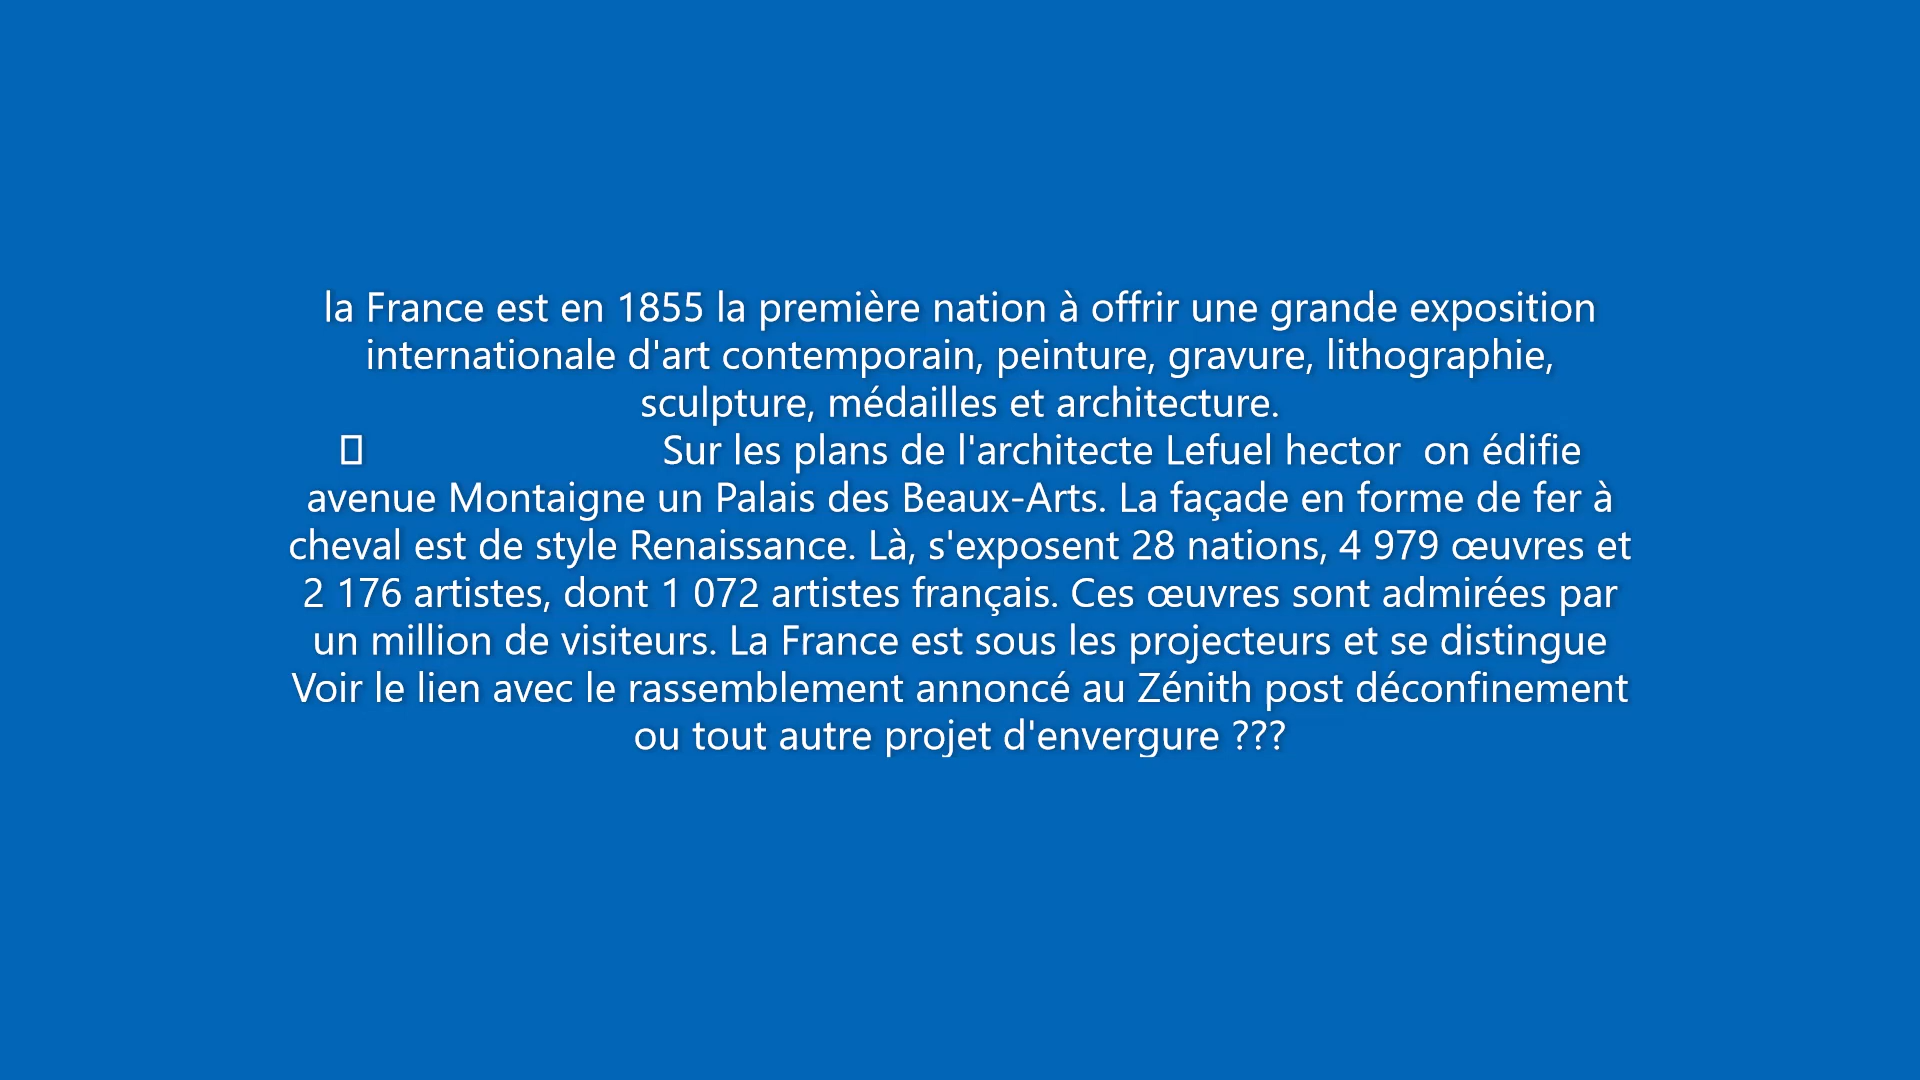 la France est en 1855 la première nation à offrir une grande exposition
internationale d'art contemporain, peinture, gravure, lithographie,
sculpture, médailles et architecture.
Sur les plans de l'architecte Lefuel hector  on édifie
avenue Montaigne un Palais des Beaux-Arts. La façade en forme de fer à
cheval est de style Renaissance. Là, s'exposent 28 nations, 4 979 œuvres et
2 176 artistes, dont 1 072 artistes français. Ces œuvres sont admirées par
un million de visiteurs. La France est sous les projecteurs et se distingue
Voir le lien avec le rassemblement annoncé au Zénith post déconfinement
ou tout autre projet d'envergure ???